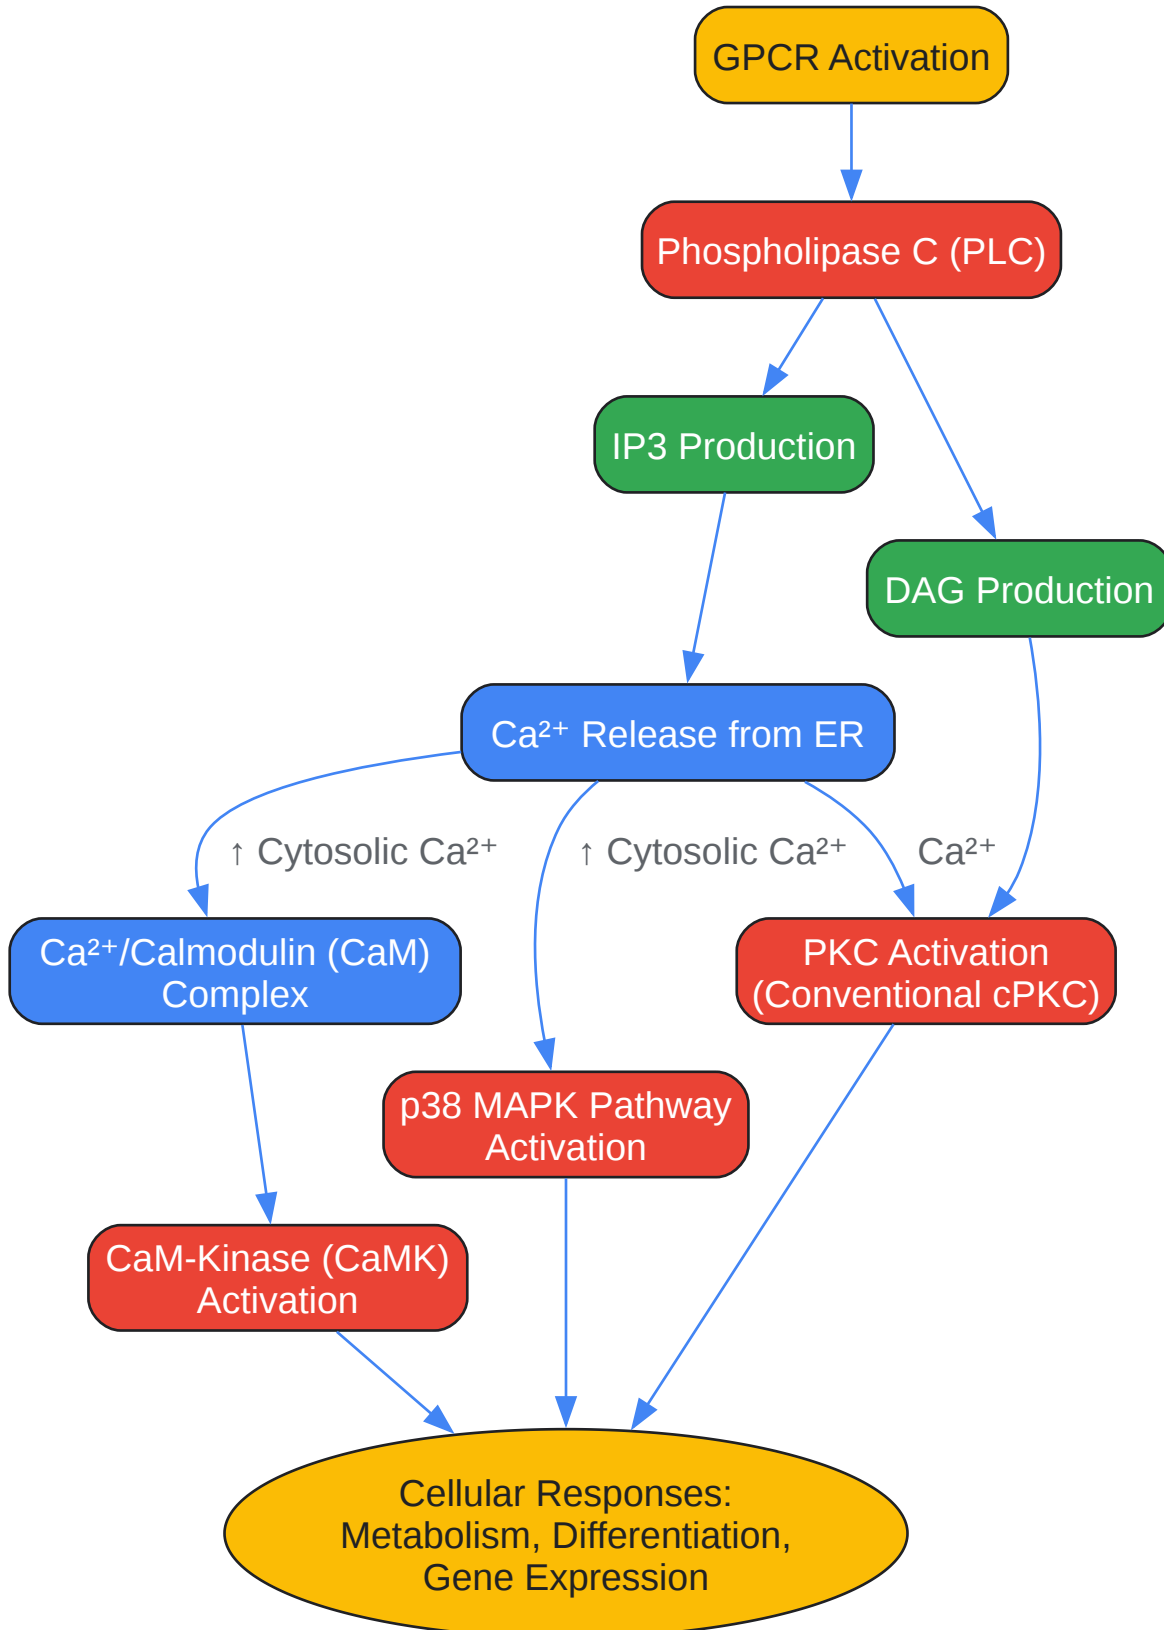 GPCR Activation
Phospholipase C (PLC)
IP3 Production
DAG Production
Ca²⁺ Release from ER
↑ Cytosolic Ca²⁺
↑ Cytosolic Ca²⁺
Ca²⁺
Ca²⁺/Calmodulin (CaM)
Complex
PKC Activation
(Conventional cPKC)
p38 MAPK Pathway
Activation
CaM-Kinase (CaMK)
Activation
Cellular Responses:
Metabolism, Differentiation,
Gene Expression